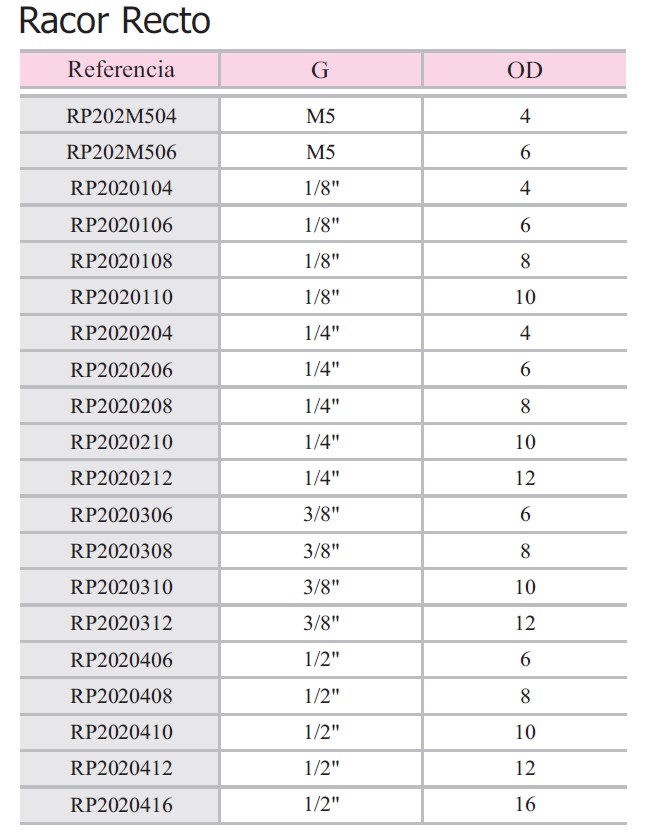 Racor Recto
Referencia G OD
RP202M504 M5 4
RP202M506 M5 6
RP2020104 1/8" 4
RP2020106 1/8" 6
RP2020108 1/8" 8
RP2020110 1/8" 10
RP2020204 1/4" 4
RP2020206 1/4" 6
RP2020208 1/4" 8
RP2020210 1/4" 10
RP2020212 1/4" 12
RP2020306 3/8" 6
RP2020308 3/8" 8
RP2020310 3/8" 10
RP2020312 3/8" 12
RP2020406 1/2" 6
RP2020408 1/2" 8
RP2020410 1/2" 10
RP2020412 1/2" 12
RP2020416 1/2" 16